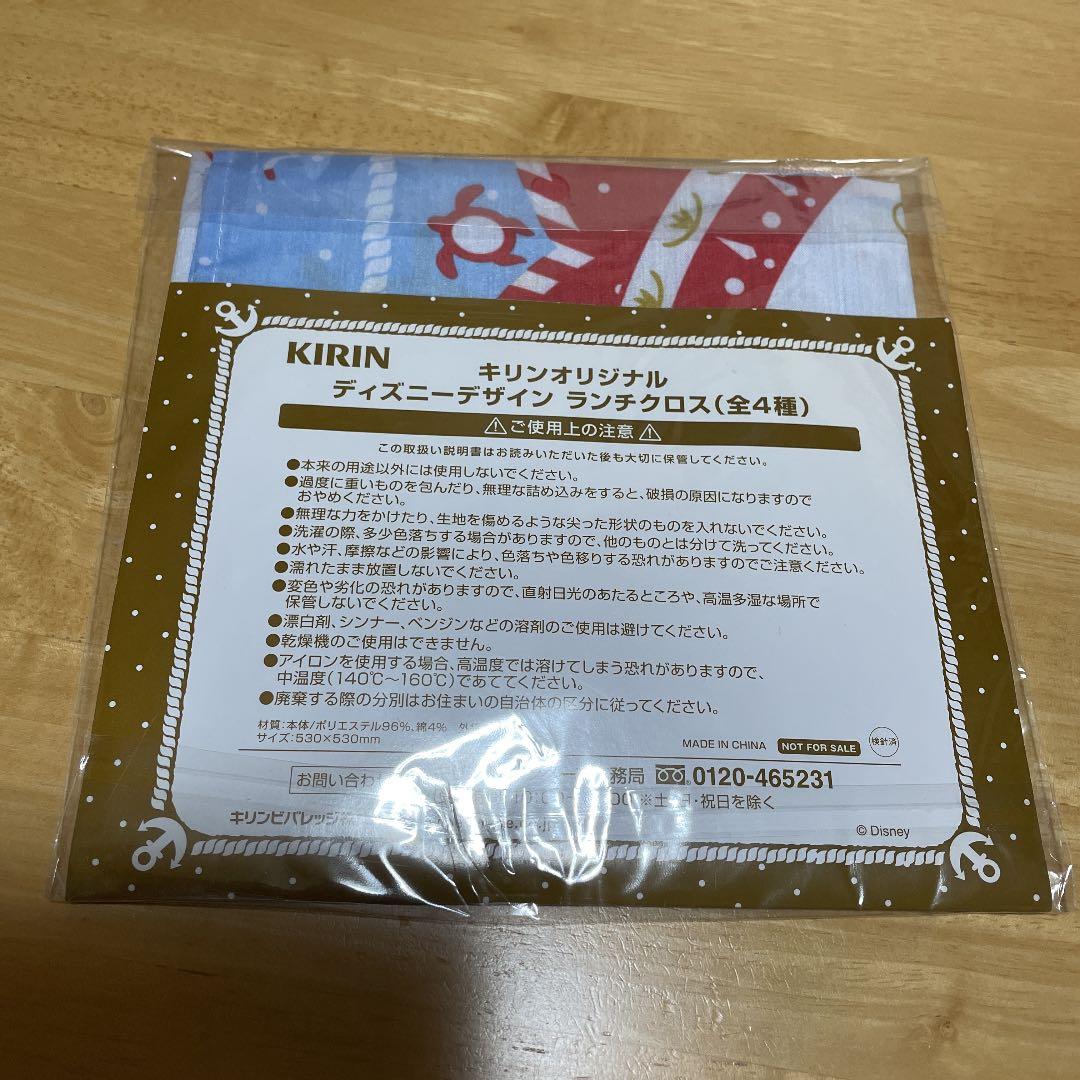 KIRIN
キリンオリジナル
ディズニーデザイン ランチクロス(全4種)
⚠ご使用上の注意⚠
この取扱い説明書はお読みいただいた後も大切に保管してください。
●本来の用途以外には使用しないでください。
●過度に重いものを包んだり、無理な詰め込みをすると、破損の原因になりますので
おやめください。
●無理な力をかけたり、生地を傷めるような尖った形状のものを入れないでください。
●洗濯の際、多少色落ちする場合がありますので、他のものとは分けて洗ってください。
●水や汗、摩擦などの影響により、色落ちや色移りする恐れがありますのでご注意ください。
●濡れたまま放置しないでください。
●変色や劣化の恐れがありますので、直射日光のあたるところや、高温多湿な場所で
保管しないでください。
●漂白剤、シンナー、ベンジンなどの溶剤のご使用は避けてください。
●乾燥機のご使用はできません。
●アイロンを使用する場合、高温度では溶けてしまう恐れがありますので、
中温度(140℃〜160℃)であててください。
●廃棄する際の分別はお住まいの自治体の区分に従ってください。
材質:本体/ポリエステル96%、綿4%
サイズ:530×530mm
MADE IN CHINA NOT FOR SALE 検針済
お問い合わ 務局 0120-465231
※土・日・祝日を除く
キリンビバレッジ
© Disney